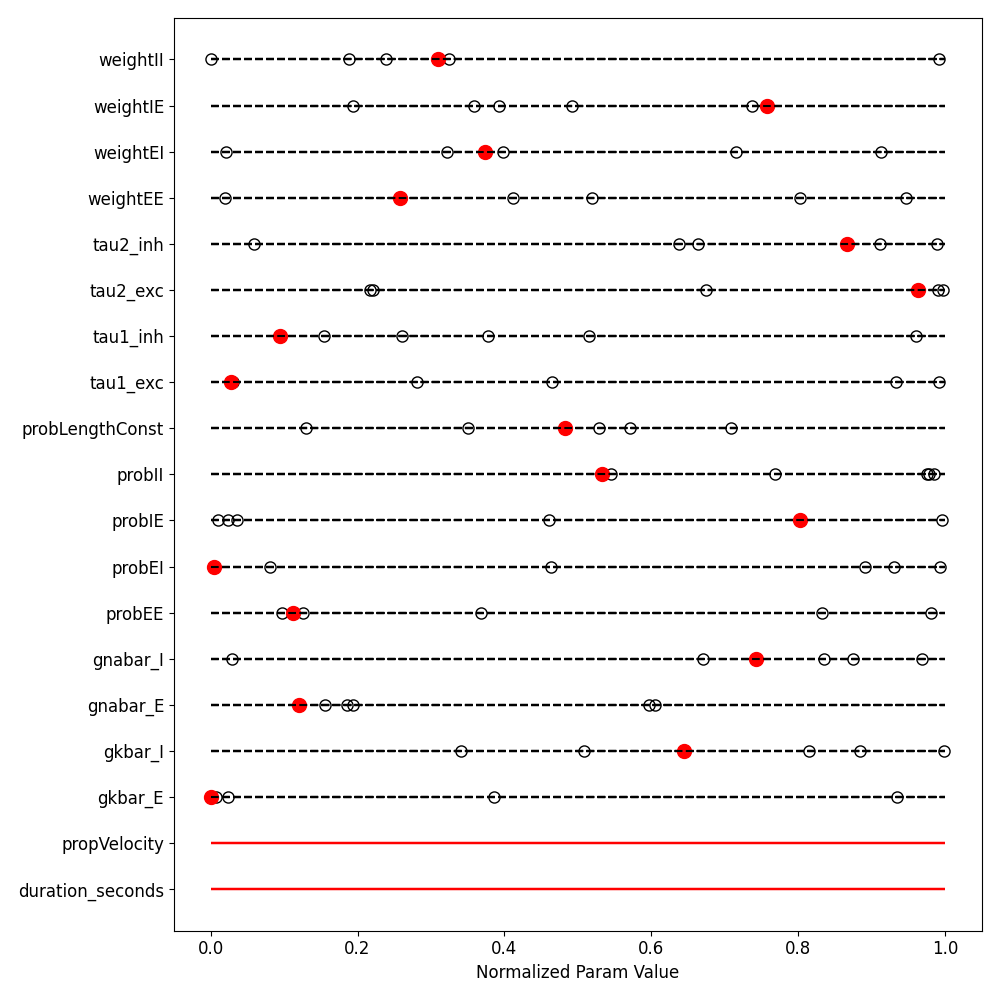 weightII
weightIE
weightEI
weightEE
tau2_inh
tau2_exc
tau1_inh
tau1_exc
probLengthConst
probII
probIE
probEI
probEE
gnabar_I
gnabar_E
gkbar_I
gkbar_E
propVelocity
duration_seconds
0.0 0.2 0.4 0.6 0.8 1.0
Normalized Param Value